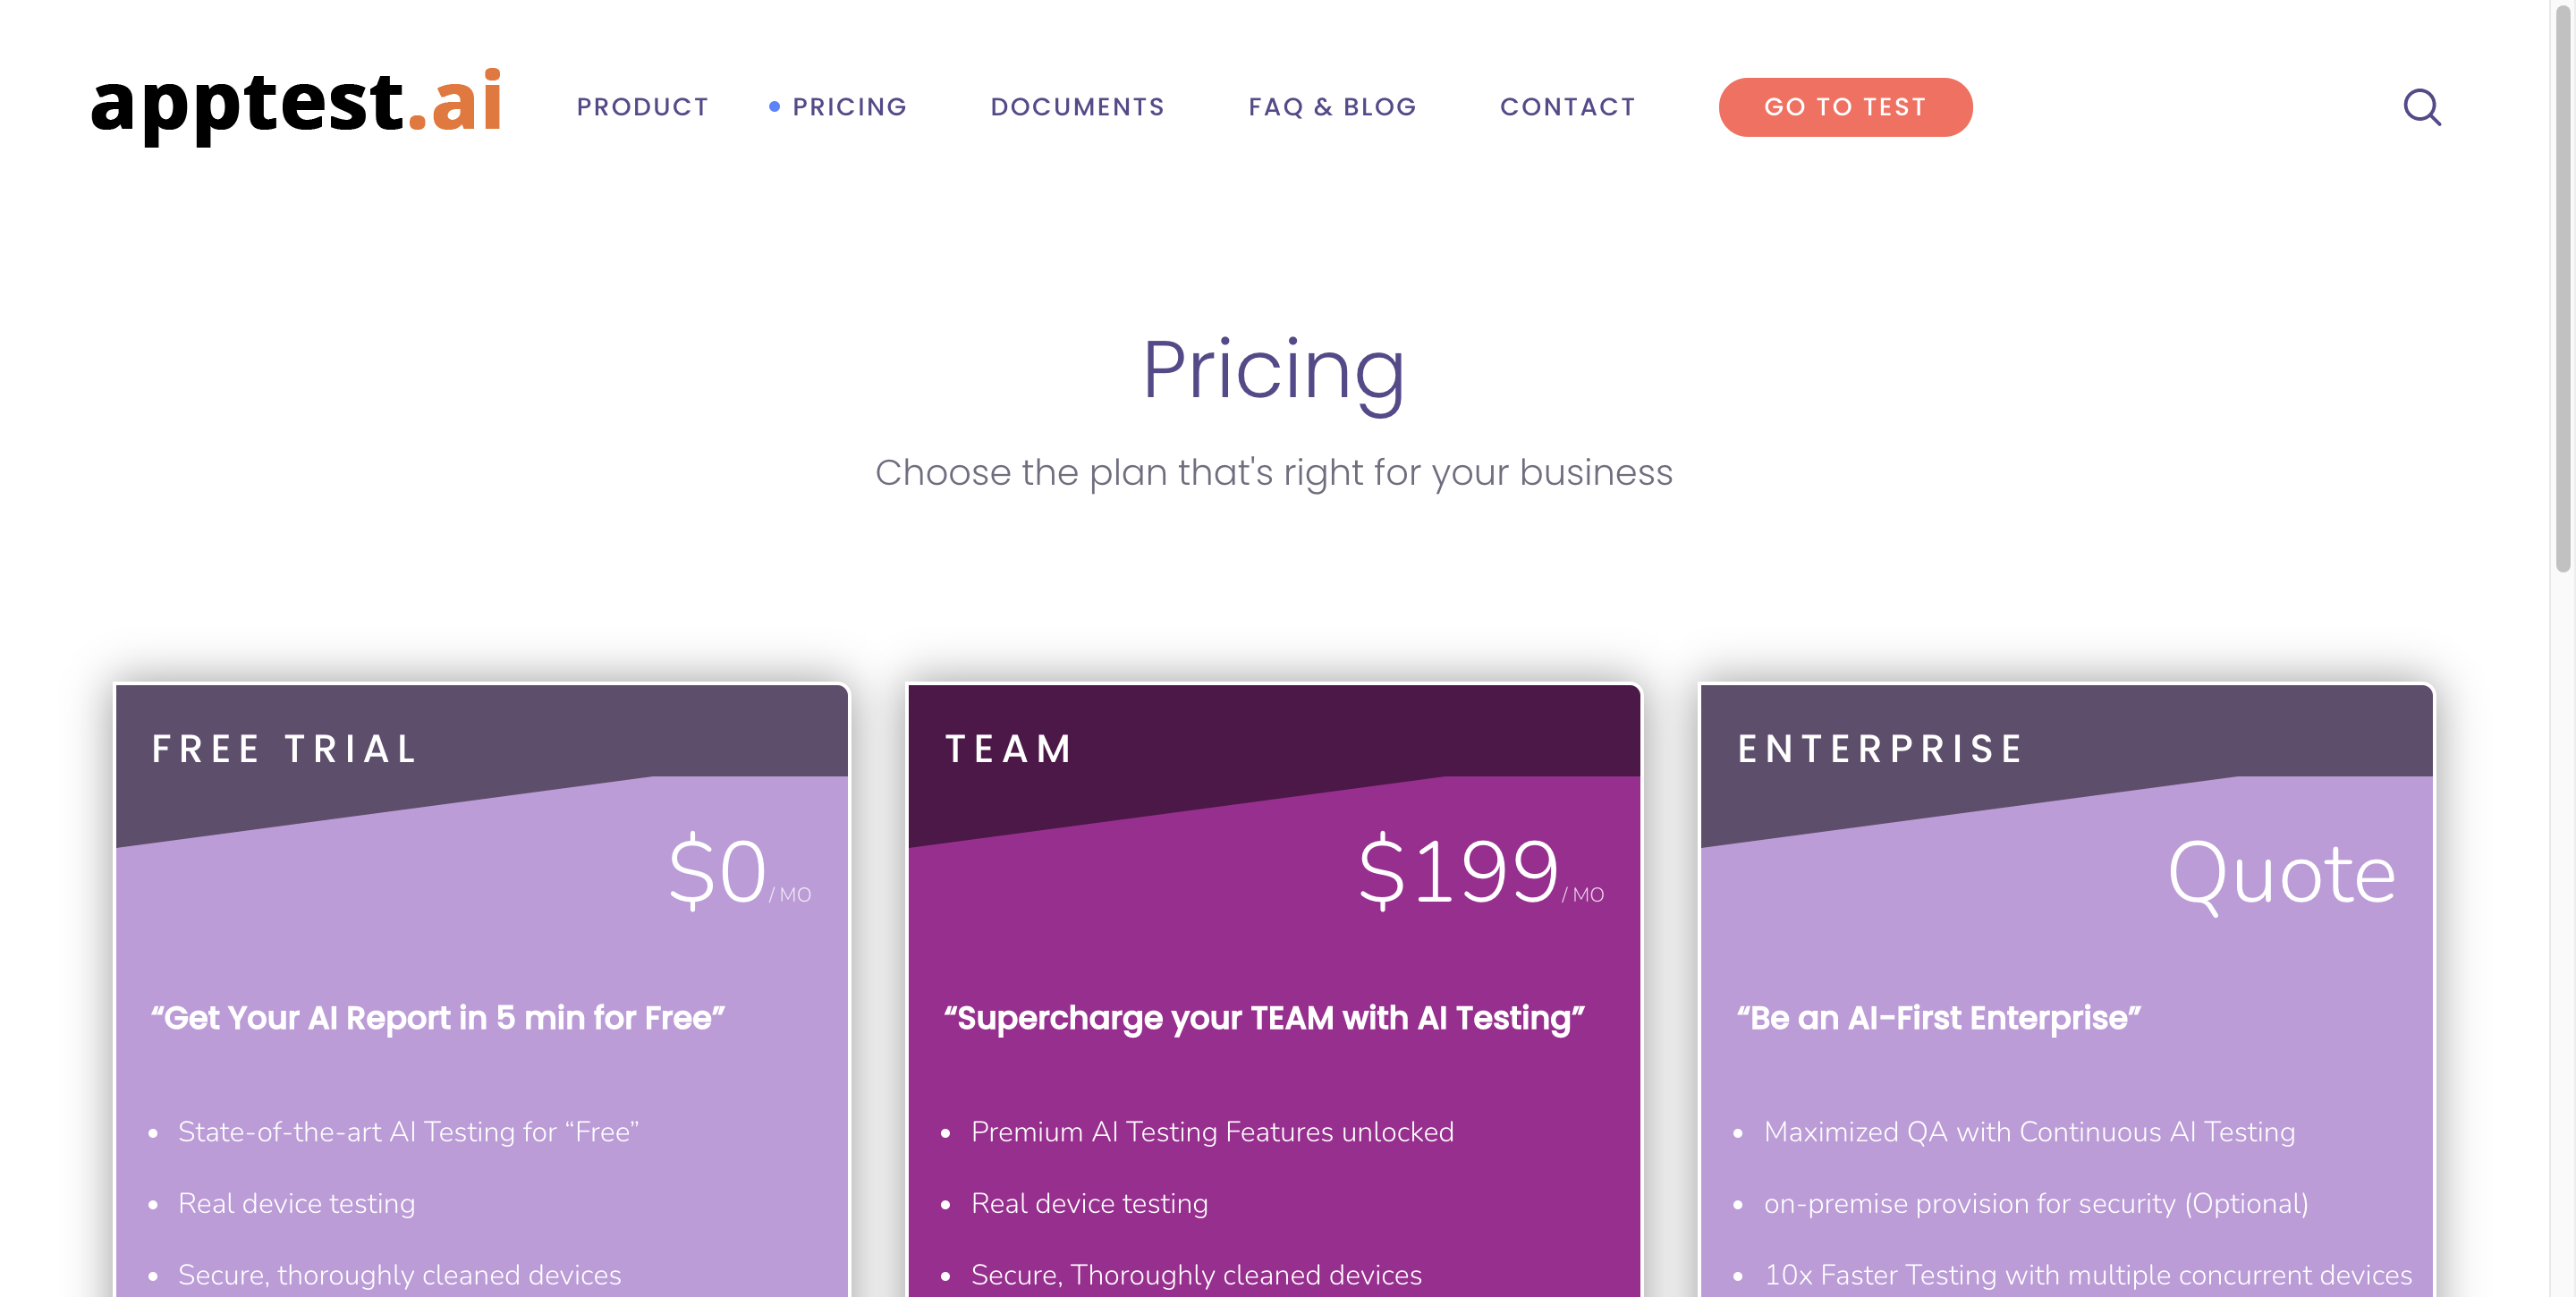 apptest.ai
PRODUCT
PRICING
DOCUMENTS
FAQ & BLOG
CONTACT
GO TO TEST
Pricing
Choose the plan that's right for your business
FREE TRIAL
$0/ MO
“Get Your AI Report in 5 min for Free”
State-of-the-art AI Testing for “Free”
Real device testing
Secure, thoroughly cleaned devices
TEAM
$199/ MO
“Supercharge your TEAM with AI Testing”
Premium AI Testing Features unlocked
Real device testing
Secure, Thoroughly cleaned devices
ENTERPRISE
Quote
“Be an AI-First Enterprise”
Maximized QA with Continuous AI Testing
on-premise provision for security (Optional)
10x Faster Testing with multiple concurrent devices